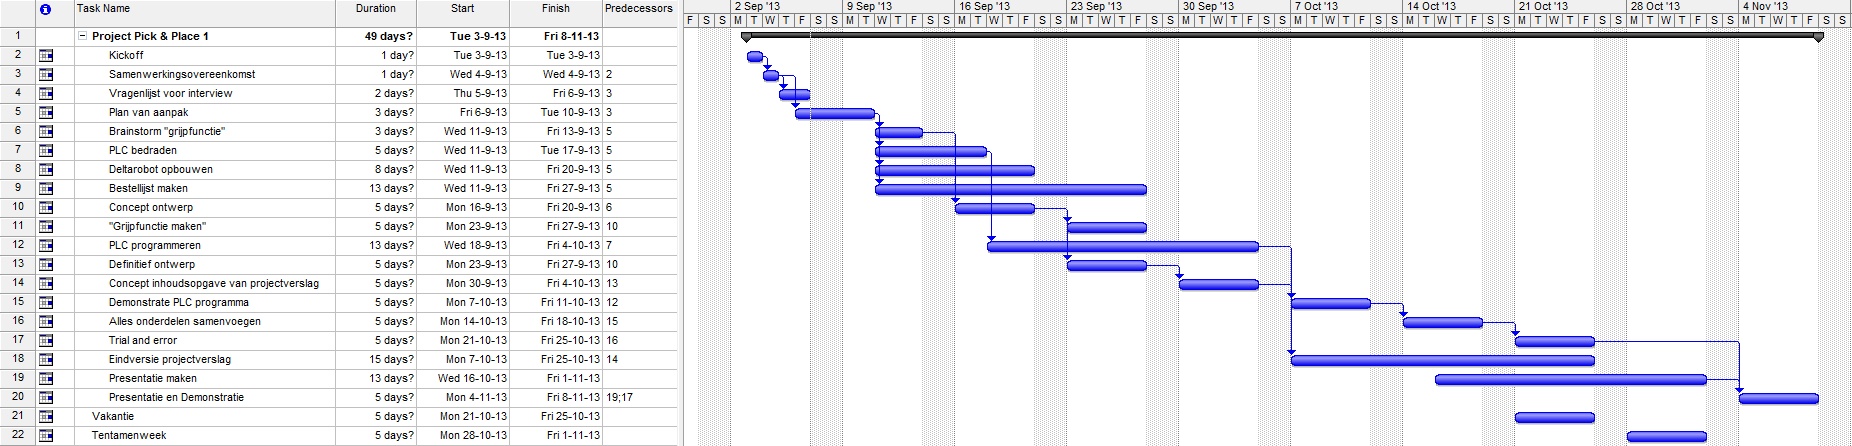 Task Name Duration Start Finish Predecessors 2 Sep '13 9 Sep '13 16 Sep '13 23 Sep '13 30 Sep '13 7 Oct '13 14 Oct '13 21 Oct '13 28 Oct '13 4 Nov '13
F S S M T W T F S S M T W T F S S M T W T F S S M T W T F S S M T W T F S S M T W T F S S M T W T F S S M T W T F S S M T W T F S S M T W T F S S
1 Project Pick & Place 1 49 days? Tue 3-9-13 Fri 8-11-13
2 Kickoff 1 day? Tue 3-9-13 Tue 3-9-13
3 Samenwerkingsovereenkomst 1 day? Wed 4-9-13 Wed 4-9-13 2
4 Vragenlijst voor interview 2 days? Thu 5-9-13 Fri 6-9-13 3
5 Plan van aanpak 3 days? Fri 6-9-13 Tue 10-9-13 3
6 Brainstorm "grijpfunctie" 3 days? Wed 11-9-13 Fri 13-9-13 5
7 PLC bedraden 5 days? Wed 11-9-13 Tue 17-9-13 5
8 Deltarobot opbouwen 8 days? Wed 11-9-13 Fri 20-9-13 5
9 Bestellijst maken 13 days? Wed 11-9-13 Fri 27-9-13 5
10 Concept ontwerp 5 days? Mon 16-9-13 Fri 20-9-13 6
11 "Grijpfunctie maken" 5 days? Mon 23-9-13 Fri 27-9-13 10
12 PLC programmeren 13 days? Wed 18-9-13 Fri 4-10-13 7
13 Definitief ontwerp 5 days? Mon 23-9-13 Fri 27-9-13 10
14 Concept inhoudsopgave van projectverslag 5 days? Mon 30-9-13 Fri 4-10-13 13
15 Demonstrate PLC programma 5 days? Mon 7-10-13 Fri 11-10-13 12
16 Alles onderdelen samenvoegen 5 days? Mon 14-10-13 Fri 18-10-13 15
17 Trial and error 5 days? Mon 21-10-13 Fri 25-10-13 16
18 Eindversie projectverslag 15 days? Mon 7-10-13 Fri 25-10-13 14
19 Presentatie maken 13 days? Wed 16-10-13 Fri 1-11-13
20 Presentatie en Demonstratie 5 days? Mon 4-11-13 Fri 8-11-13 19;17
21 Vakantie 5 days? Mon 21-10-13 Fri 25-10-13
22 Tentamenweek 5 days? Mon 28-10-13 Fri 1-11-13